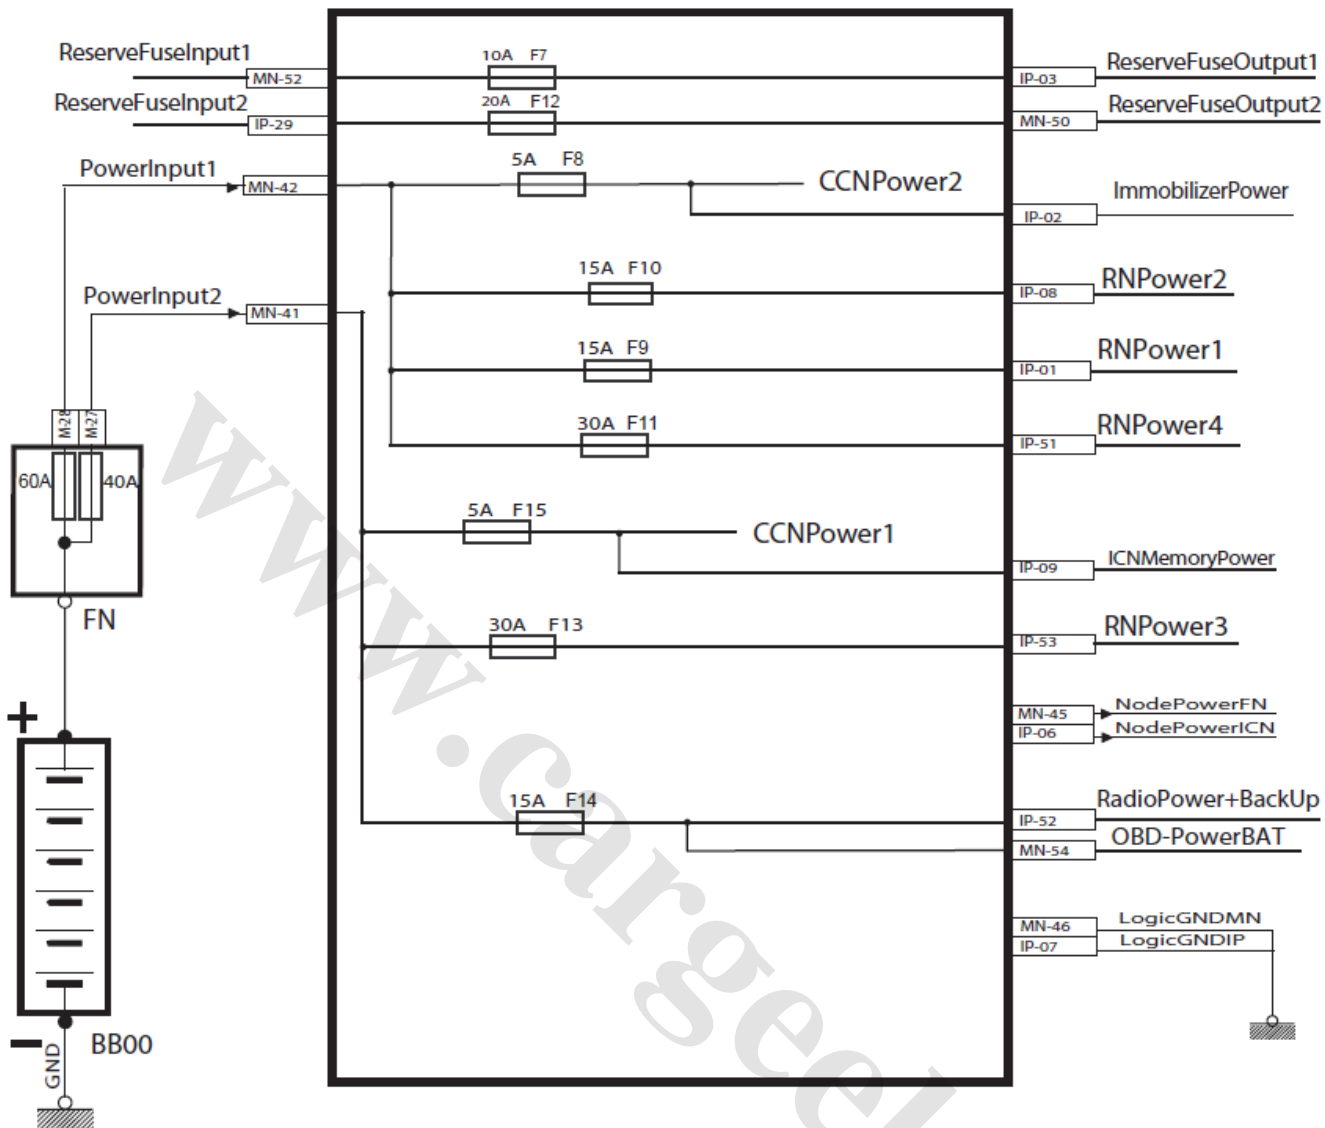 ReserveFuseInput1
MN-52
10A F7
IP-03
ReserveFuseOutput1
ReserveFuseInput2
IP-29
20A F12
MN-50
ReserveFuseOutput2
PowerInput1
MN-42
5A F8
CCNPower2
IP-02
ImmobilizerPower
15A F10
IP-08
RNPower2
PowerInput2
MN-41
15A F9
IP-01
RNPower1
M-28
M-27
30A F11
IP-51
RNPower4
60A
40A
5A F15
CCNPower1
IP-09
ICNMemoryPower
FN
30A F13
IP-53
RNPower3
+
MN-45
NodePowerFN
IP-06
NodePowerICN
15A F14
IP-52
RadioPower+BackUp
MN-54
OBD-PowerBAT
MN-46
LogicGNDMN
IP-07
LogicGNDIP
−
BB00
GND
www.cargeel